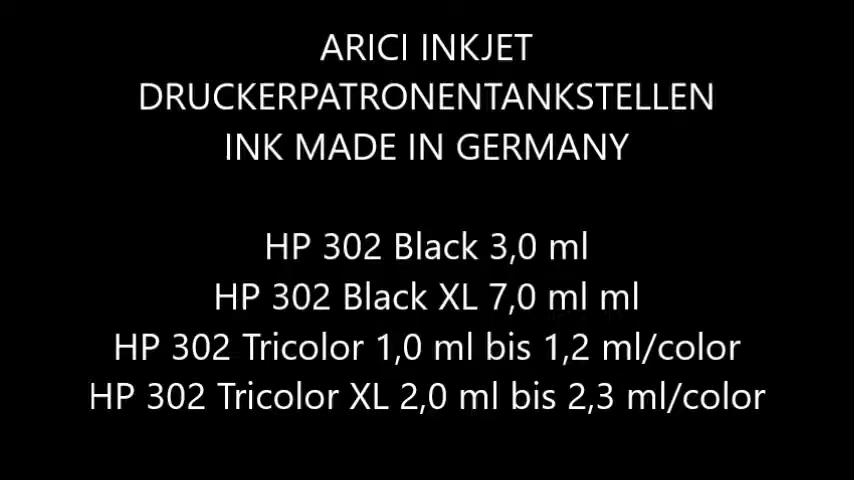 ARICI INKJET
DRUCKERPATRONENTANKSTELLEN
INK MADE IN GERMANY
HP 302 Black 3,0 ml
HP 302 Black XL 7,0 ml ml
HP 302 Tricolor 1,0 ml bis 1,2 ml/color
HP 302 Tricolor XL 2,0 ml bis 2,3 ml/color